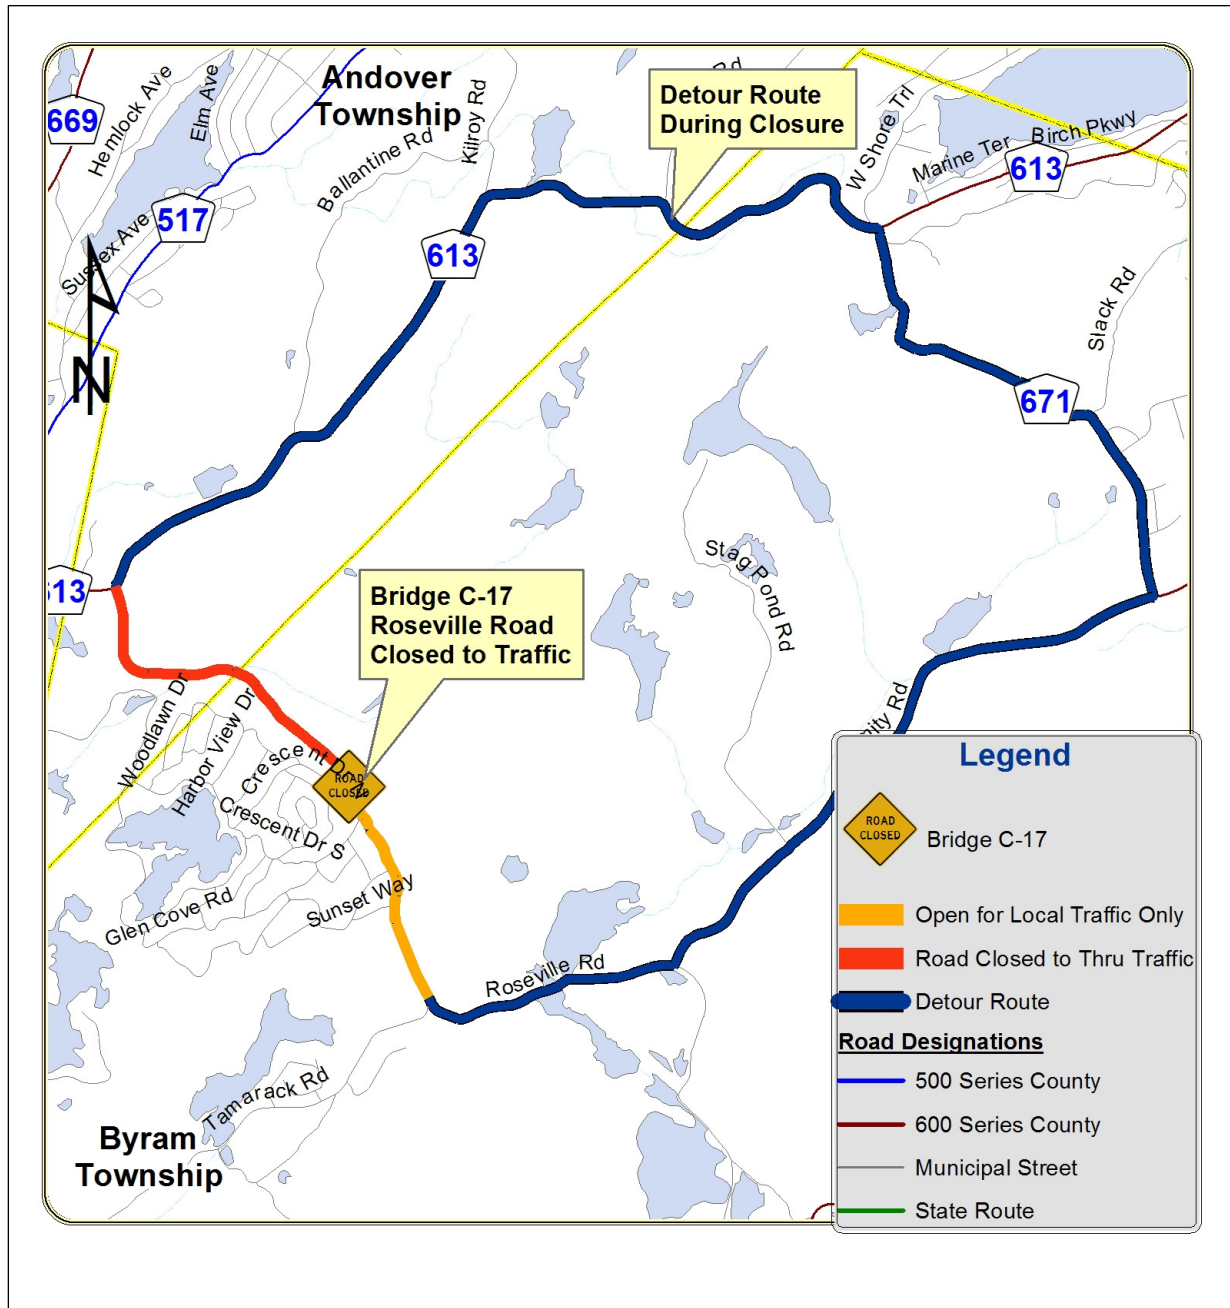 Andover
Township
669
Hemlock Ave
Elm Ave
Kilroy Rd
Ballantine Rd
Rd
Detour Route
During Closure
W Shore Trl
Marine Ter
Birch Pkwy
613
517
Sussex Ave
613
N
Slack Rd
671
Stag Pond Rd
Bridge C-17
Roseville Road
Closed to Traffic
Woodlawn Dr
Harbor View Dr
Crescent Dr N
ROAD
CLOSED
Crescent Dr S
Glen Cove Rd
Sunset Way
Roseville Rd
Tamarack Rd
Byram
Township
Legend
ROAD
CLOSED
Bridge C-17
Open for Local Traffic Only
Road Closed to Thru Traffic
Detour Route
Road Designations
500 Series County
600 Series County
Municipal Street
State Route